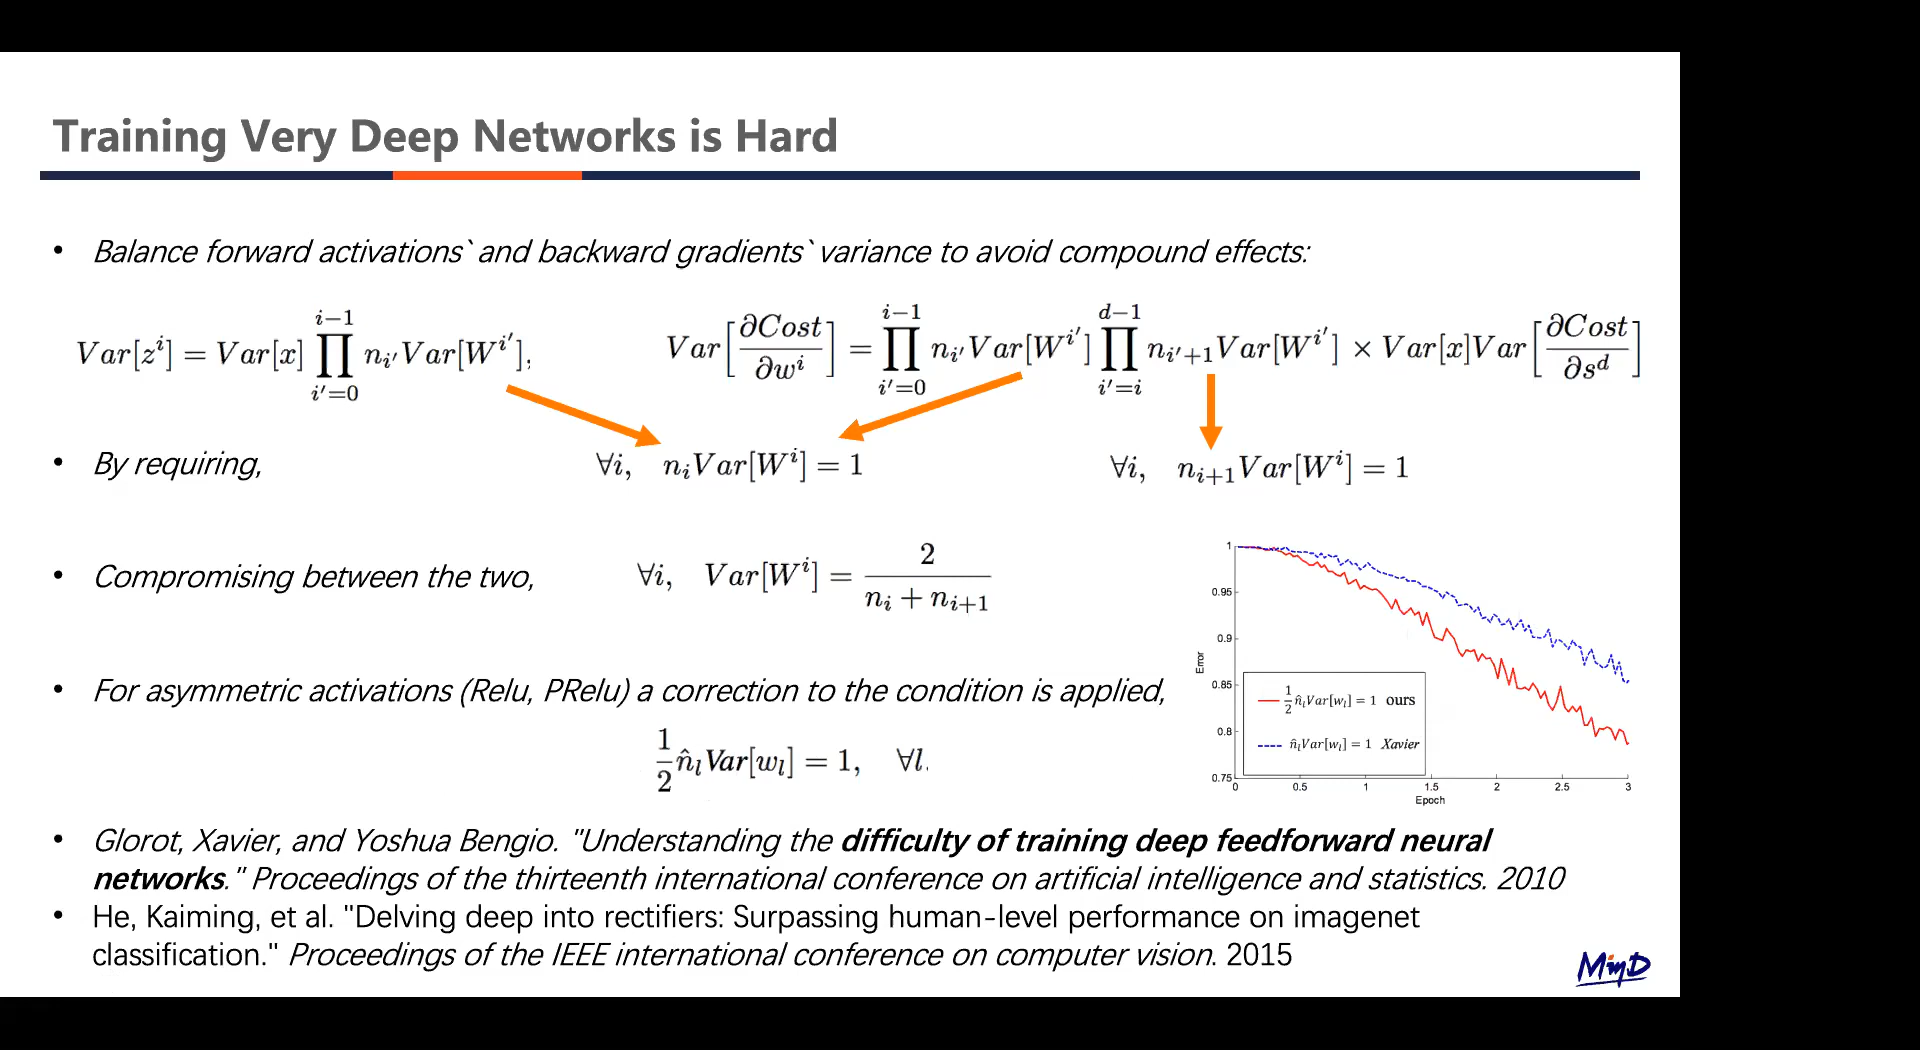 Training Very Deep Networks is Hard
• Balance forward activations` and backward gradients` variance to avoid compound effects:
Var[z^i] = Var[x] ∏_{i'=0}^{i−1} n_{i'} Var[W^{i'}],
Var[∂Cost/∂w^i] = ∏_{i'=0}^{i−1} n_{i'} Var[W^{i'}] ∏_{i'=i}^{d−1} n_{i'+1} Var[W^{i'}] × Var[x]Var[∂Cost/∂s^d]
• By requiring,
∀i, n_i Var[W^i] = 1
∀i, n_{i+1} Var[W^i] = 1
• Compromising between the two,
∀i, Var[W^i] = 2/(n_i + n_{i+1})
• For asymmetric activations (Relu, PRelu) a correction to the condition is applied,
1/2 n̂_l Var[w_l] = 1, ∀l.
1
0.95
0.9
0.85
0.8
0.75
Error
1/2 n̂_l Var[w_l] = 1 ours
n̂_l Var[w_l] = 1 Xavier
0 0.5 1 1.5 2 2.5 3
Epoch
• Glorot, Xavier, and Yoshua Bengio. "Understanding the difficulty of training deep feedforward neural
networks." Proceedings of the thirteenth international conference on artificial intelligence and statistics. 2010
• He, Kaiming, et al. "Delving deep into rectifiers: Surpassing human-level performance on imagenet
classification." Proceedings of the IEEE international conference on computer vision. 2015
MinD